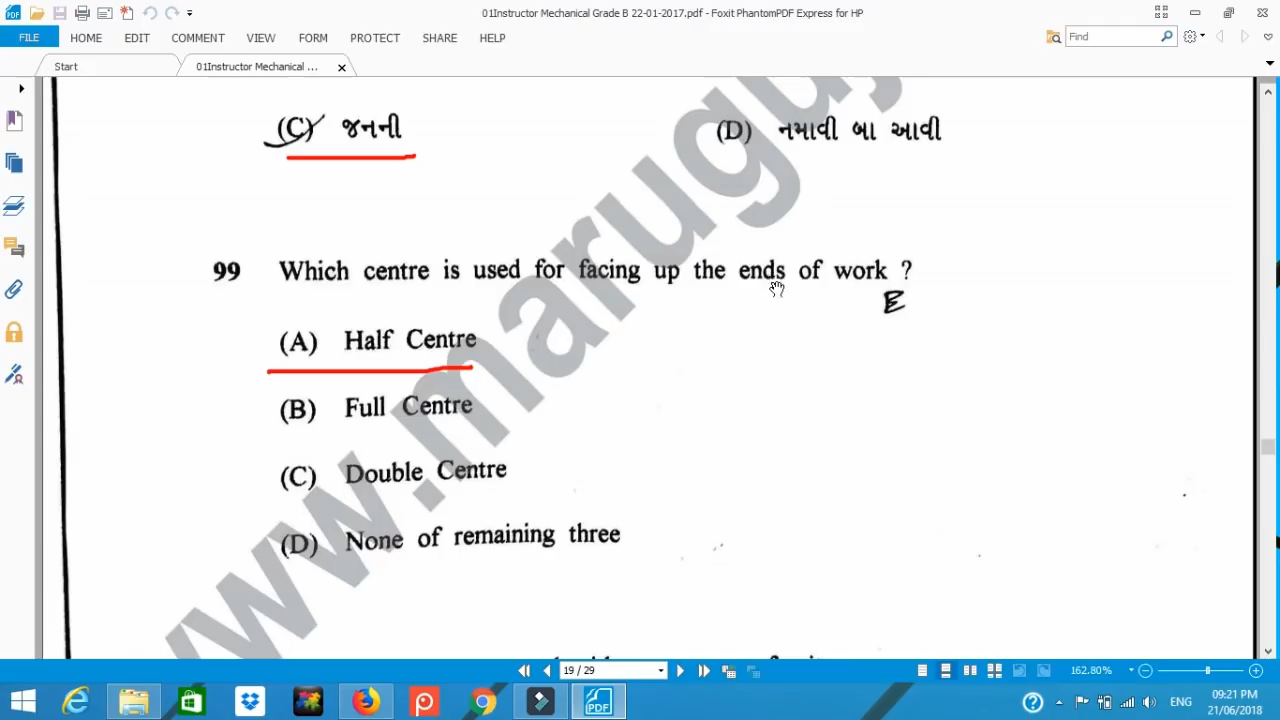 01Instructor Mechanical Grade B 22-01-2017.pdf - Foxit PhantomPDF Express for HP
FILE HOME EDIT COMMENT VIEW FORM PROTECT SHARE HELP
Find
Start 01Instructor Mechanical ...
(C) જનની (D) નમાવી બા આવી
99 Which centre is used for facing up the ends of work ?
E
(A) Half Centre
(B) Full Centre
(C) Double Centre
(D) None of remaining three
www.maruguj
19 / 29
162.80%
ENG
09:21 PM
21/06/2018